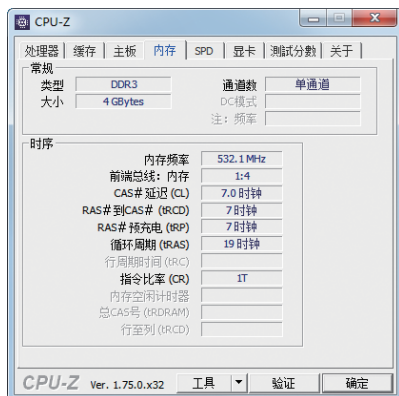 CPU-Z
处理器 缓存 主板 内存 SPD 显卡 测試分數 关于
常规
类型 DDR3 通道数 单通道
大小 4 GBytes DC模式
注：频率
时序
内存频率 532.1 MHz
前端总线：内存 1:4
CAS# 延迟 (CL) 7.0 时钟
RAS# 到CAS# (tRCD) 7 时钟
RAS# 预充电 (tRP) 7 时钟
循环周期 (tRAS) 19 时钟
行周期时间 (tRC)
指令比率 (CR) 1T
内存空闲计时器
总CAS号 (tRDRAM)
行至列 (tRCD)
CPU-Z Ver. 1.75.0.x32 工具 验证 确定